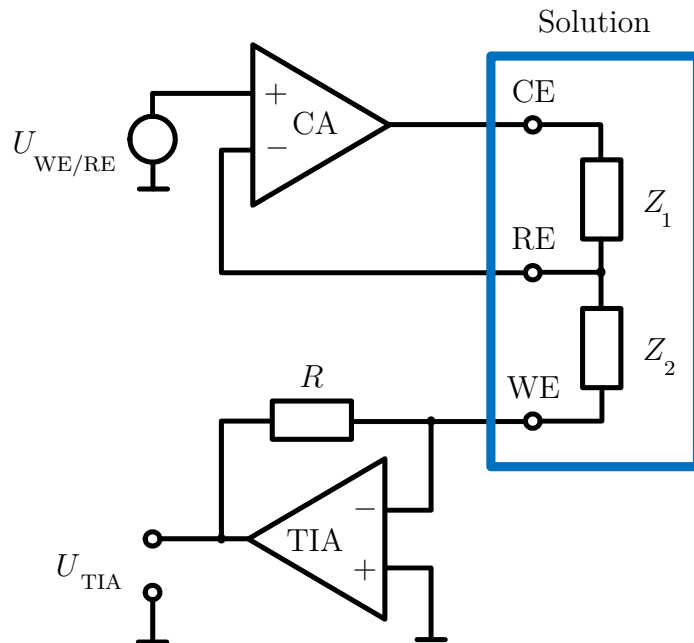 Solution
CE
+
CA
U_WE/RE
−
Z_1
RE
R
WE
Z_2
−
TIA
+
U_TIA